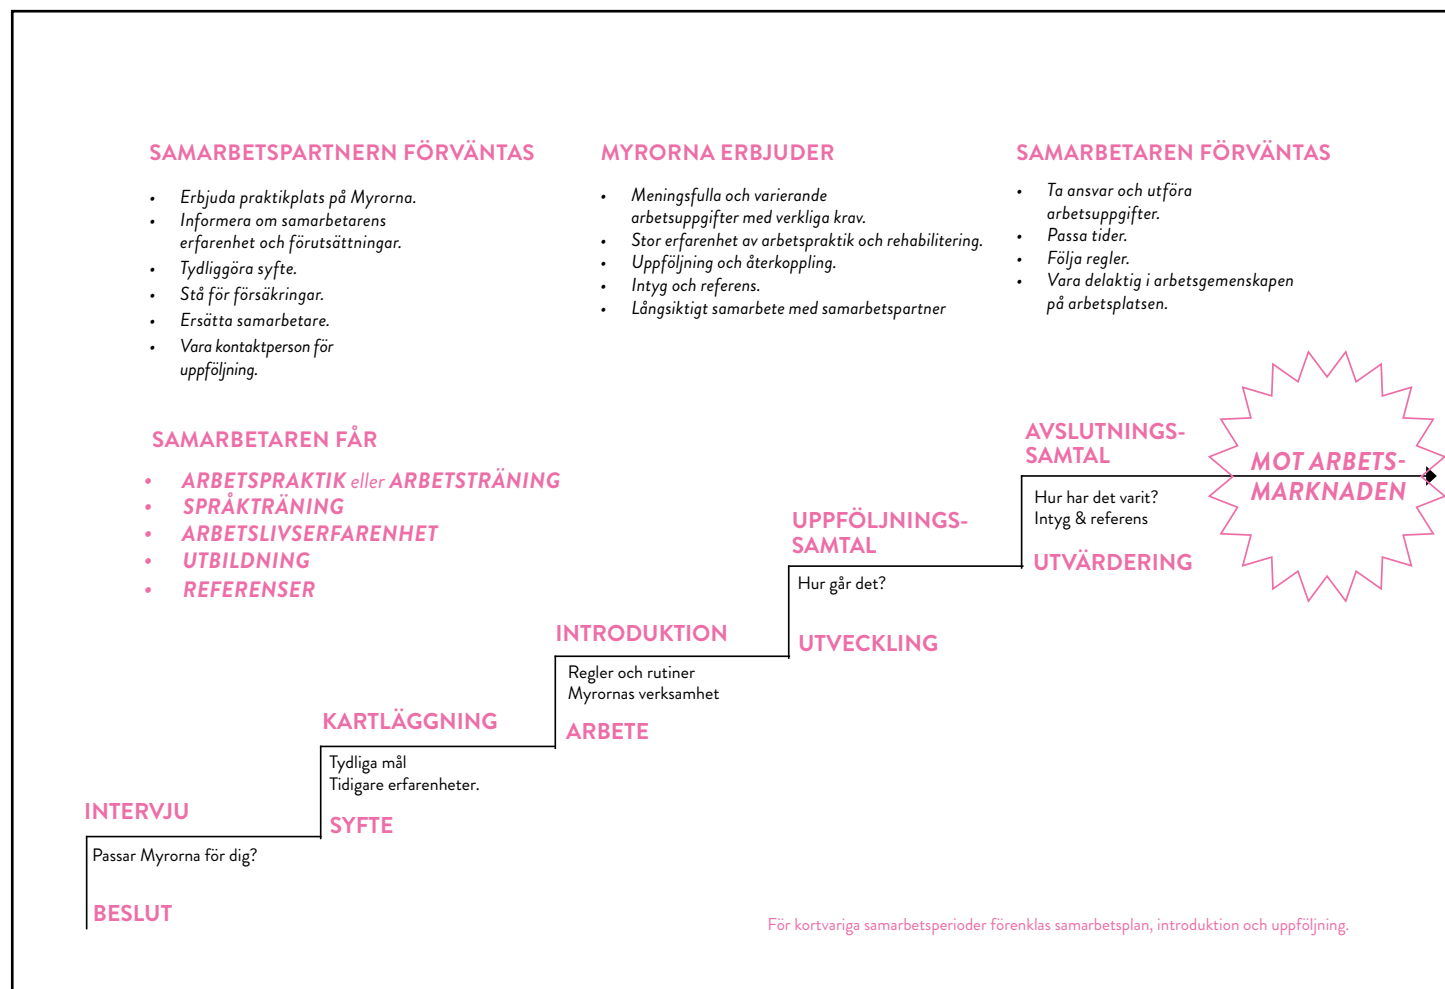 SAMARBETSPARTNERN FÖRVÄNTAS
• Erbjuda praktikplats på Myrorna.
• Informera om samarbetarens
erfarenhet och förutsättningar.
• Tydliggöra syfte.
• Stå för försäkringar.
• Ersätta samarbetare.
• Vara kontaktperson för
uppföljning.
MYRORNA ERBJUDER
• Meningsfulla och varierande
arbetsuppgifter med verkliga krav.
• Stor erfarenhet av arbetspraktik och rehabilitering.
• Uppföljning och återkoppling.
• Intyg och referens.
• Långsiktigt samarbete med samarbetspartner
SAMARBETAREN FÖRVÄNTAS
• Ta ansvar och utföra
arbetsuppgifter.
• Passa tider.
• Följa regler.
• Vara delaktig i arbetsgemenskapen
på arbetsplatsen.
SAMARBETAREN FÅR
• ARBETSPRAKTIK eller ARBETSTRÄNING
• SPRÅKTRÄNING
• ARBETSLIVSERFARENHET
• UTBILDNING
• REFERENSER
INTERVJU
Passar Myrorna för dig?
BESLUT
KARTLÄGGNING
Tydliga mål
Tidigare erfarenheter.
SYFTE
INTRODUKTION
Regler och rutiner
Myrornas verksamhet
ARBETE
UPPFÖLJNINGS-
SAMTAL
Hur går det?
UTVECKLING
AVSLUTNINGS-
SAMTAL
Hur har det varit?
Intyg & referens
UTVÄRDERING
MOT ARBETS-
MARKNADEN
För kortvariga samarbetsperioder förenklas samarbetsplan, introduktion och uppföljning.